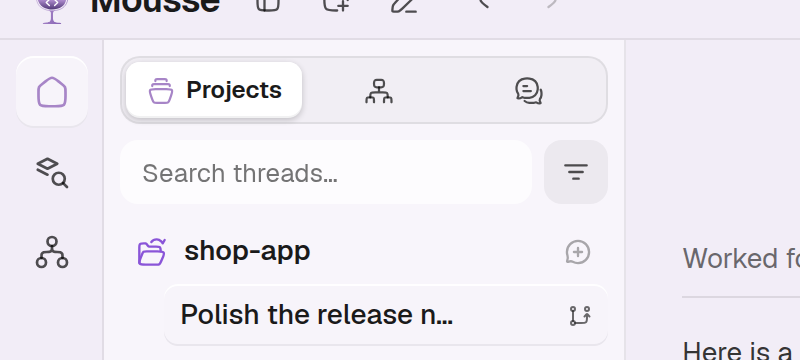 Mousse
Projects
Search threads...
shop-app
Polish the release n...
Worked fo
Here is a